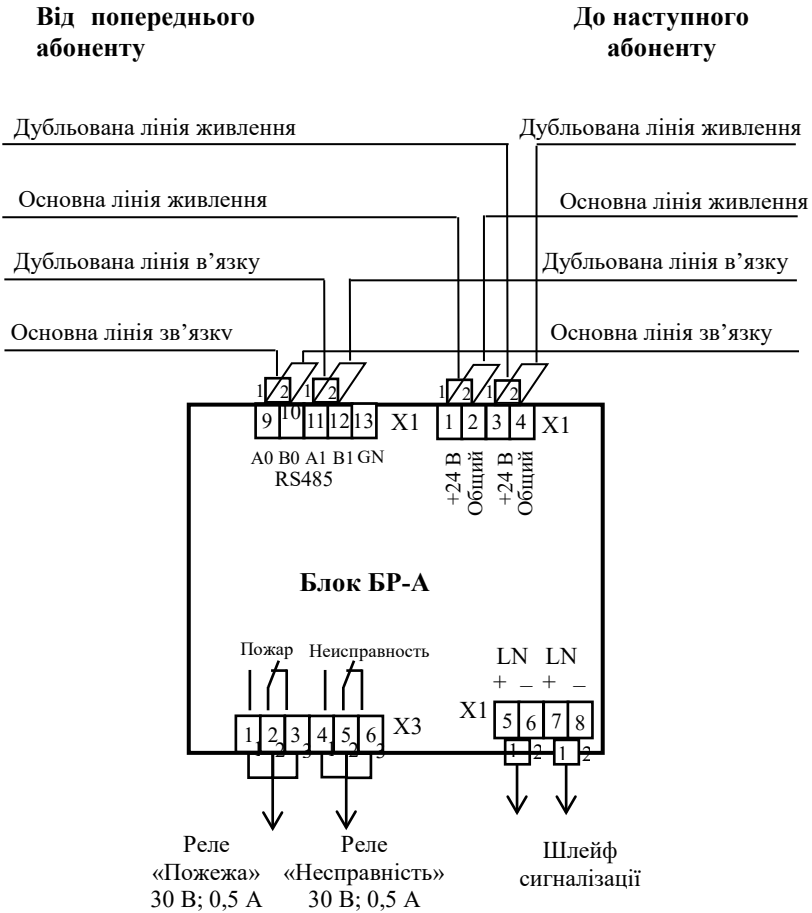 Від попереднього
абоненту
До наступного
абоненту
Дубльована лінія живлення
Дубльована лінія живлення
Основна лінія живлення
Основна лінія живлення
Дубльована лінія в’язку
Дубльована лінія в’язку
Основна лінія зв’язку
Основна лінія зв’язку
1 2 1 2 1 2 1 2
9 10 11 12 13 X1 1 2 3 4 X1
A0 B0 A1 B1 GN
RS485
+24 В
Общий
+24 В
Общий
Блок БР-А
Пожар Неисправность
LN LN
+ – + –
1 2 3 4 5 6 X3
X1 5 6 7 8
1 2 3 1 2 3
1 2 1 2
Реле
«Пожежа»
30 В; 0,5 А
Реле
«Несправність»
30 В; 0,5 А
Шлейф
сигналізації